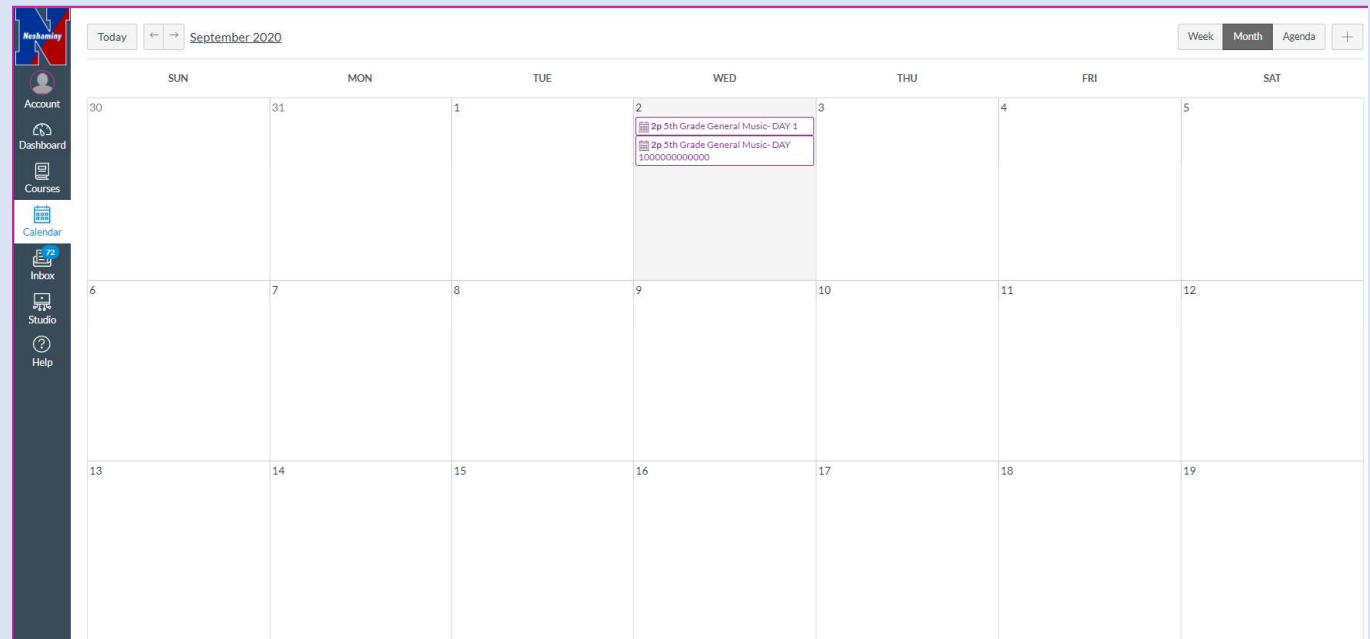 Neshaminy
Today ← → September 2020
Week Month Agenda +
SUN MON TUE WED THU FRI SAT
Account
Dashboard
Courses
Calendar
72
Inbox
Studio
Help
30 31 1 2 3 4 5
2p 5th Grade General Music- DAY 1
2p 5th Grade General Music- DAY
1000000000000
6 7 8 9 10 11 12
13 14 15 16 17 18 19